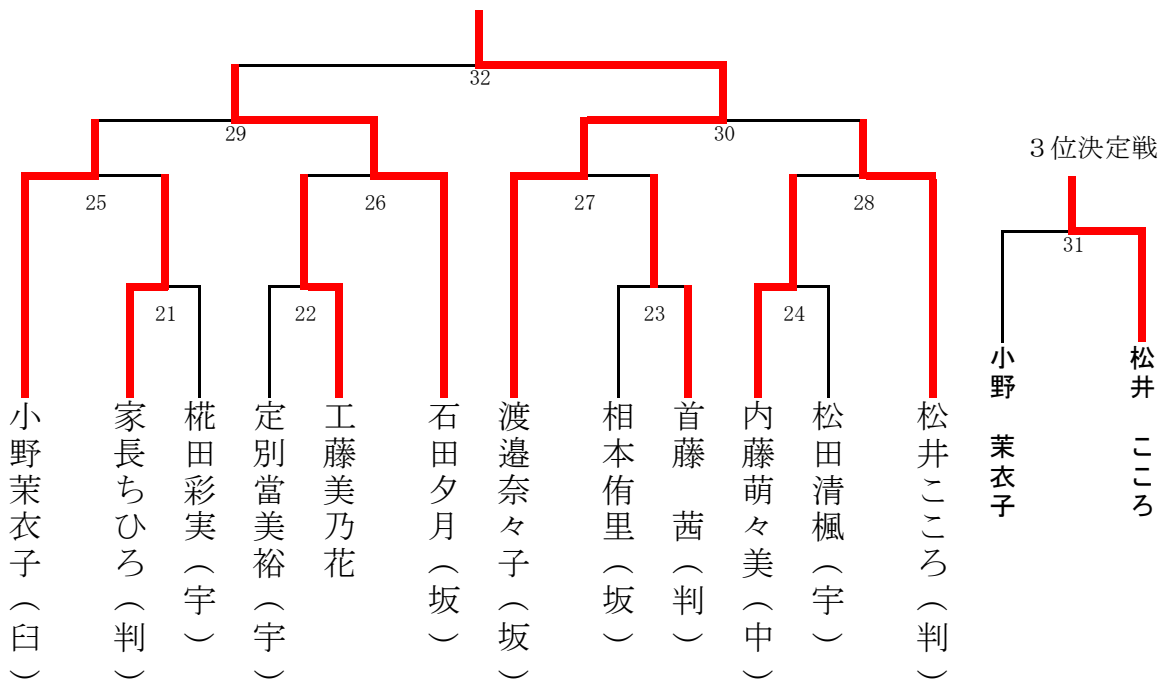 32
29
30
３位決定戦
25
26
27
28
31
21
22
23
24
小野茉衣子（臼）
家長ちひろ（判）
椛田彩実（宇）
定別當美裕（宇）
工藤美乃花
石田夕月（坂）
渡邉奈々子（坂）
相本侑里（坂）
首藤　茜（判）
内藤萌々美（中）
松田清楓（宇）
松井こころ（判）
小野　茉衣子
松井　こころ